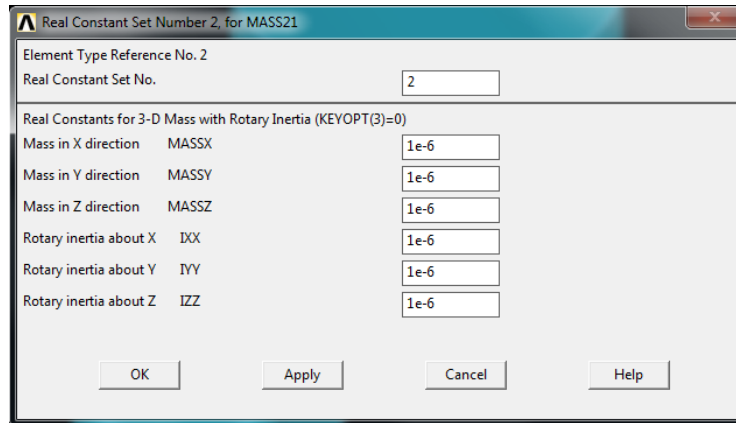 Real Constant Set Number 2, for MASS21
x
Element Type Reference No. 2
Real Constant Set No. 2
Real Constants for 3-D Mass with Rotary Inertia (KEYOPT(3)=0)
Mass in X direction MASSX 1e-6
Mass in Y direction MASSY 1e-6
Mass in Z direction MASSZ 1e-6
Rotary inertia about X IXX 1e-6
Rotary inertia about Y IYY 1e-6
Rotary inertia about Z IZZ 1e-6
OK Apply Cancel Help